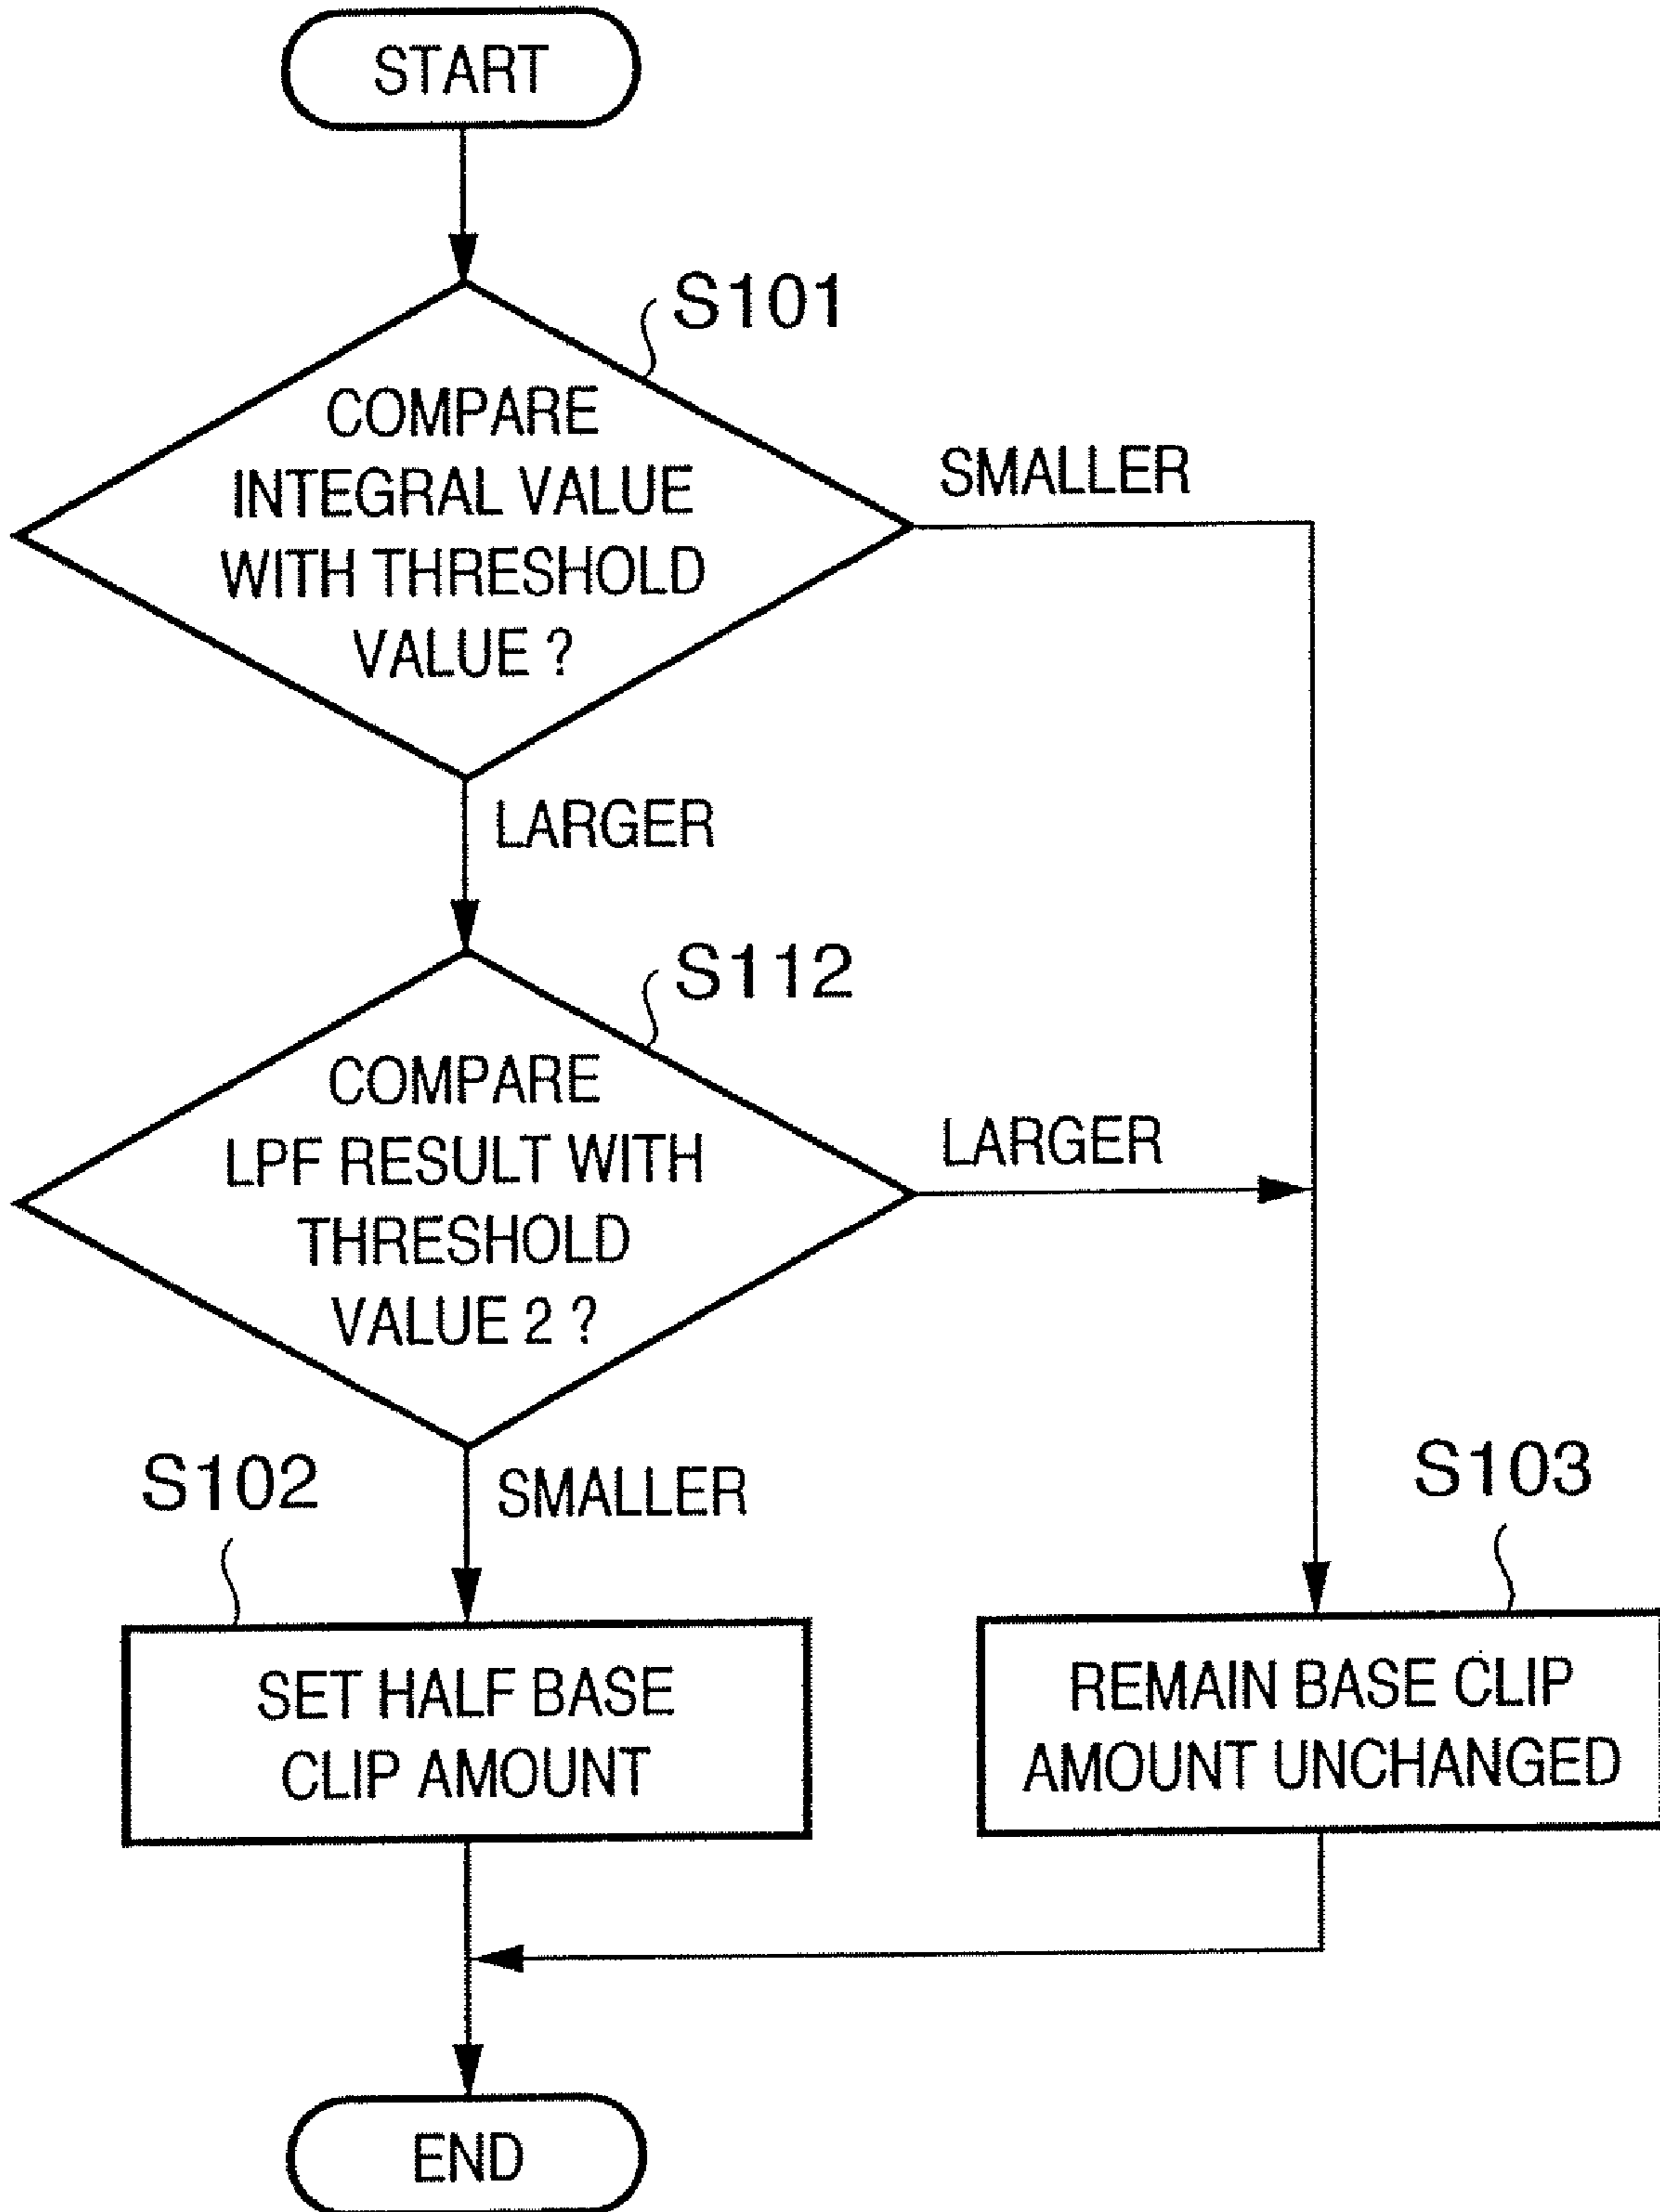 START
S101
COMPARE
INTEGRAL VALUE
WITH THRESHOLD
VALUE ?
SMALLER
LARGER
S112
COMPARE
LPF RESULT WITH
THRESHOLD
VALUE 2 ?
LARGER
SMALLER
S102
SET HALF BASE
CLIP AMOUNT
S103
REMAIN BASE CLIP
AMOUNT UNCHANGED
END